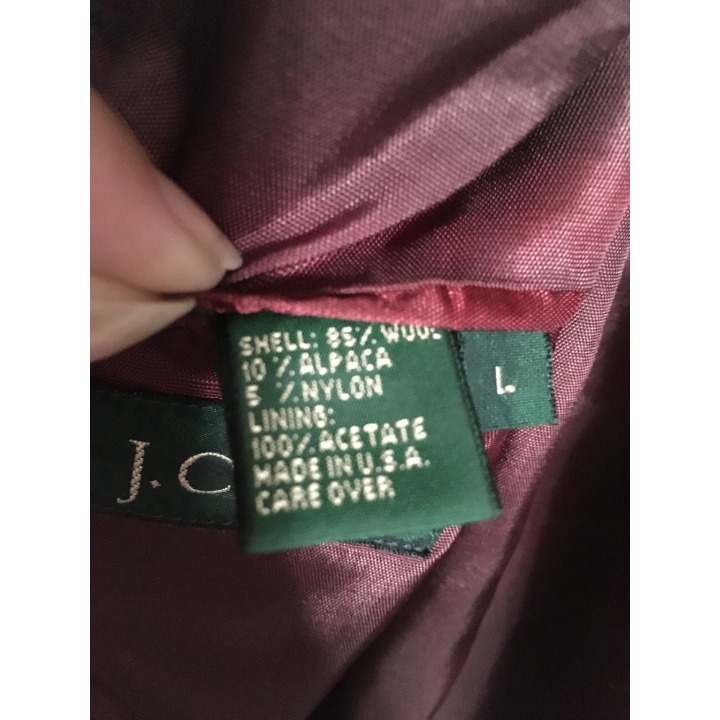 SHELL: 85% WOOL
10% ALPACA
5 % NYLON
LINING:
100% ACETATE
MADE IN U.S.A.
CARE OVER
L
J.C